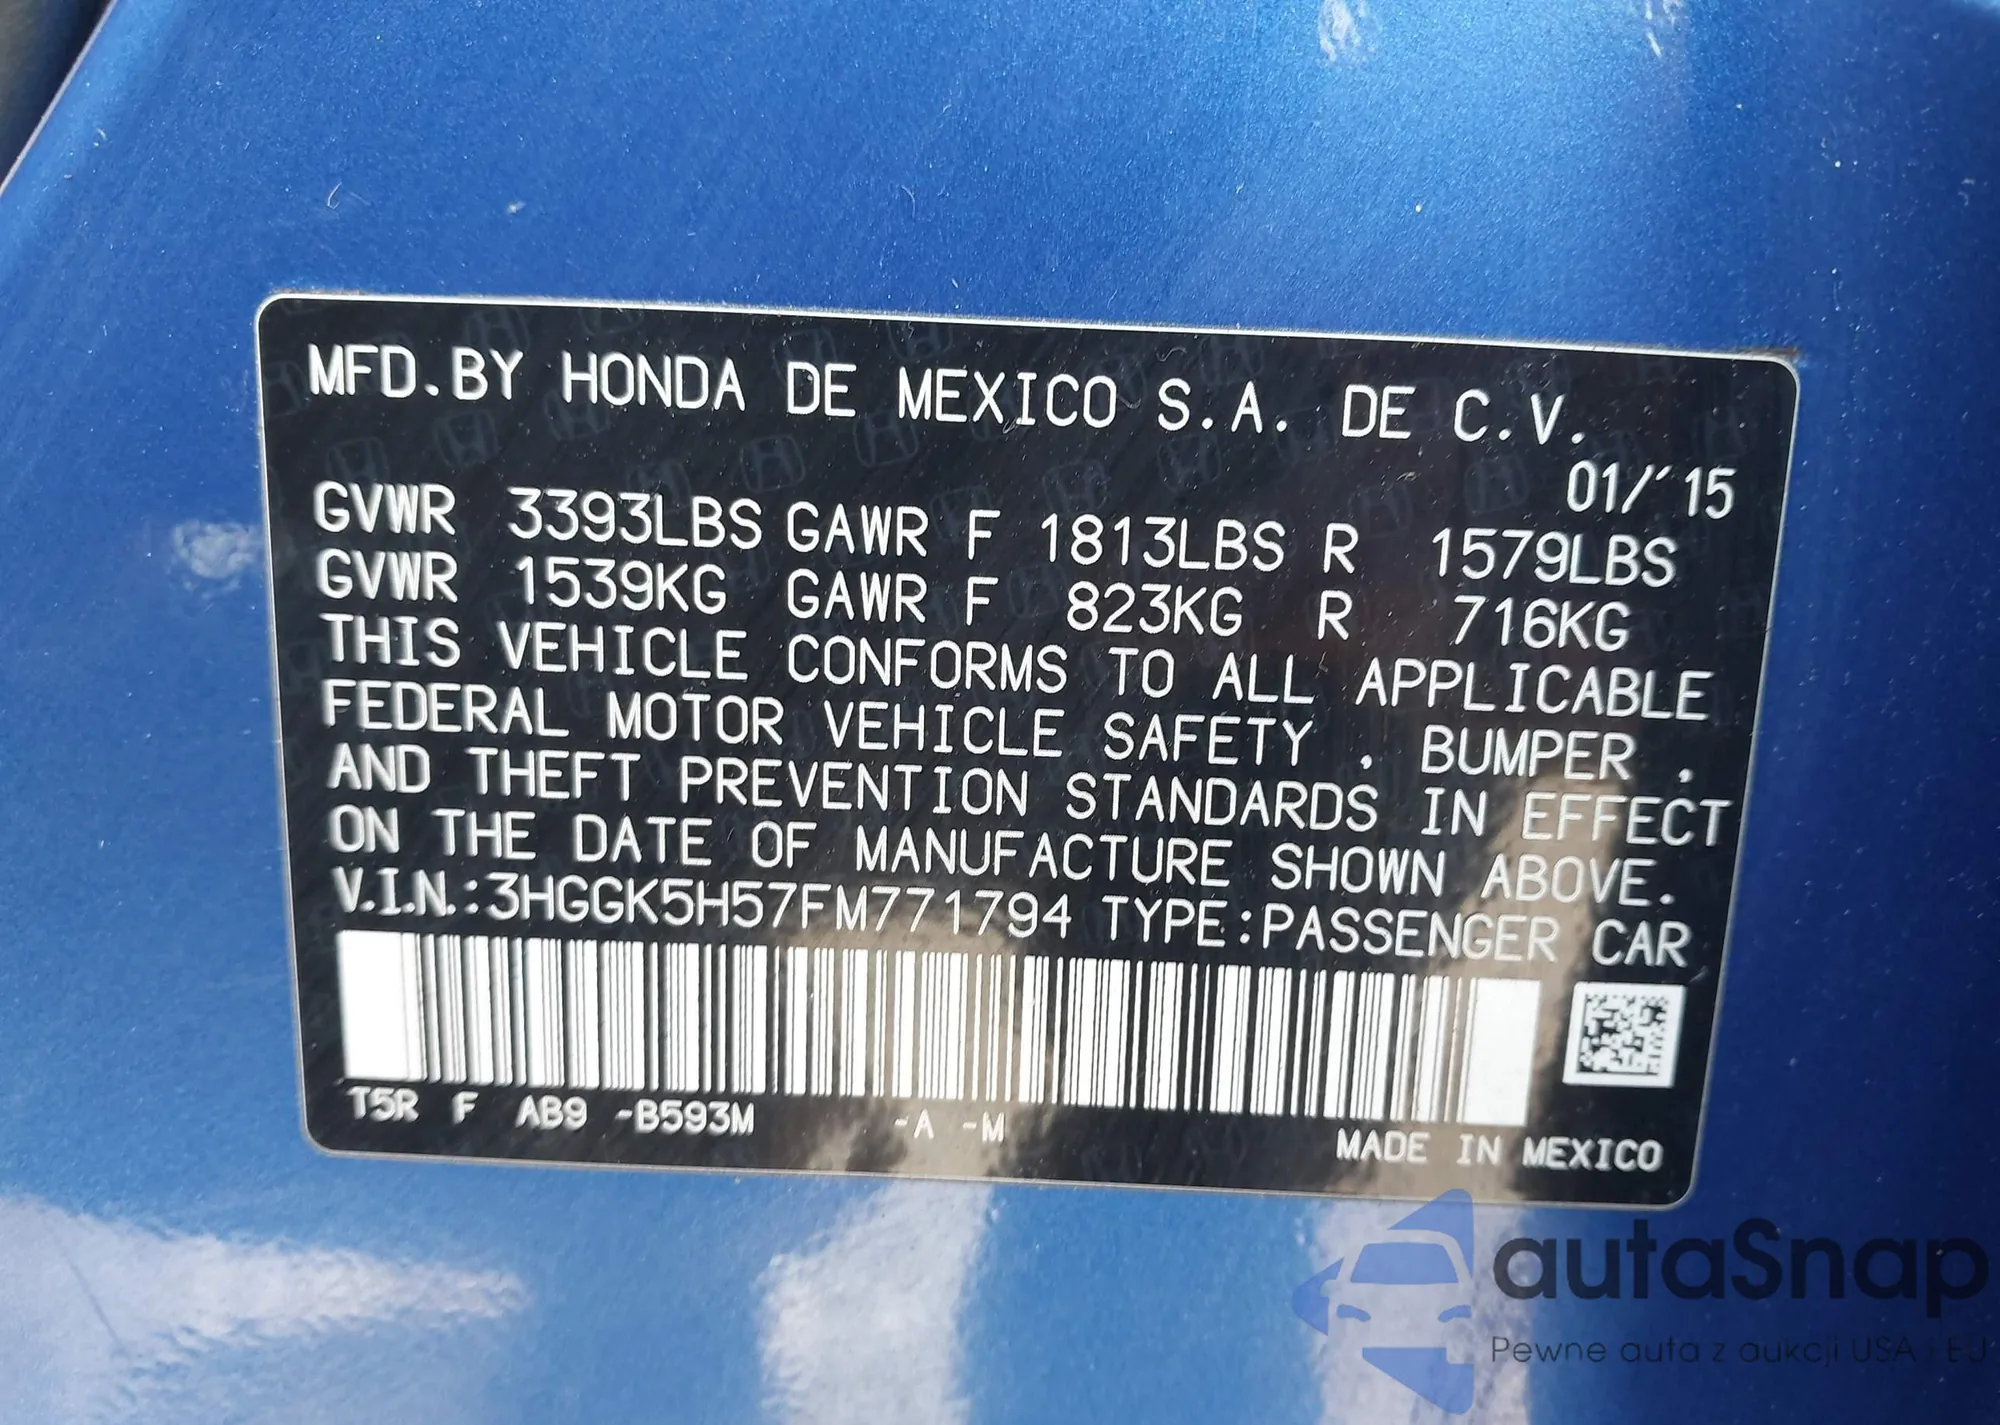 MFD.BY HONDA DE MEXICO S.A. DE C.V.
01/'15
GVWR 3393LBS GAWR F 1813LBS R 1579LBS
GVWR 1539KG GAWR F 823KG R 716KG
THIS VEHICLE CONFORMS TO ALL APPLICABLE
FEDERAL MOTOR VEHICLE SAFETY , BUMPER ,
AND THEFT PREVENTION STANDARDS IN EFFECT
ON THE DATE OF MANUFACTURE SHOWN ABOVE.
V.I.N.:3HGGK5H57FM771794 TYPE:PASSENGER CAR
T5R F AB9 -B593M -A -M
MADE IN MEXICO
autaSnap
Pewne auta z aukcji USA i EU